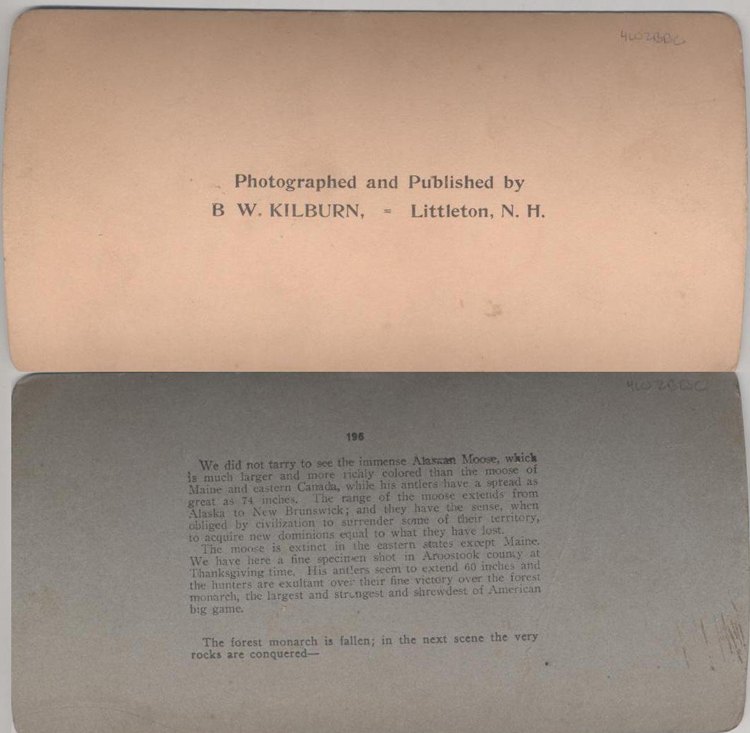 Photographed and Published by
B W. KILBURN, = Littleton, N. H.
196
We did not tarry to see the immense Alaskan Moose, which
is much larger and more richly colored than the moose of
Maine and eastern Canada, while his antlers have a spread as
great as 74 inches. The range of the moose extends from
Alaska to New Brunswick; and they have the sense, when
obliged by civilization to surrender some of their territory,
to acquire new dominions equal to what they have lost.
The moose is extinct in the eastern states except Maine.
We have here a fine specimen shot in Aroostook county at
Thanksgiving time. His antlers seem to extend 60 inches and
the hunters are exultant over their fine victory over the forest
monarch, the largest and strongest and shrewdest of American
big game.
The forest monarch is fallen; in the next scene the very
rocks are conquered—